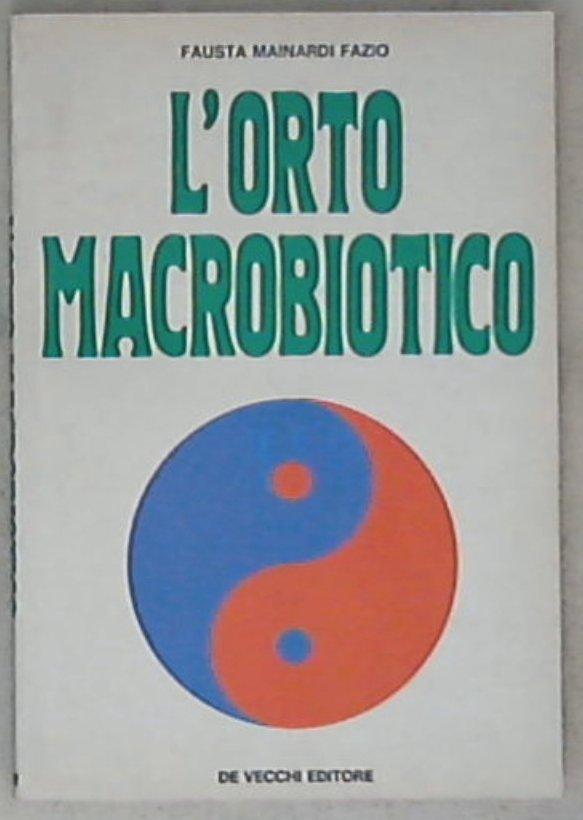 FAUSTA MAINARDI FAZIO
L'ORTO
MACROBIOTICO
DE VECCHI EDITORE